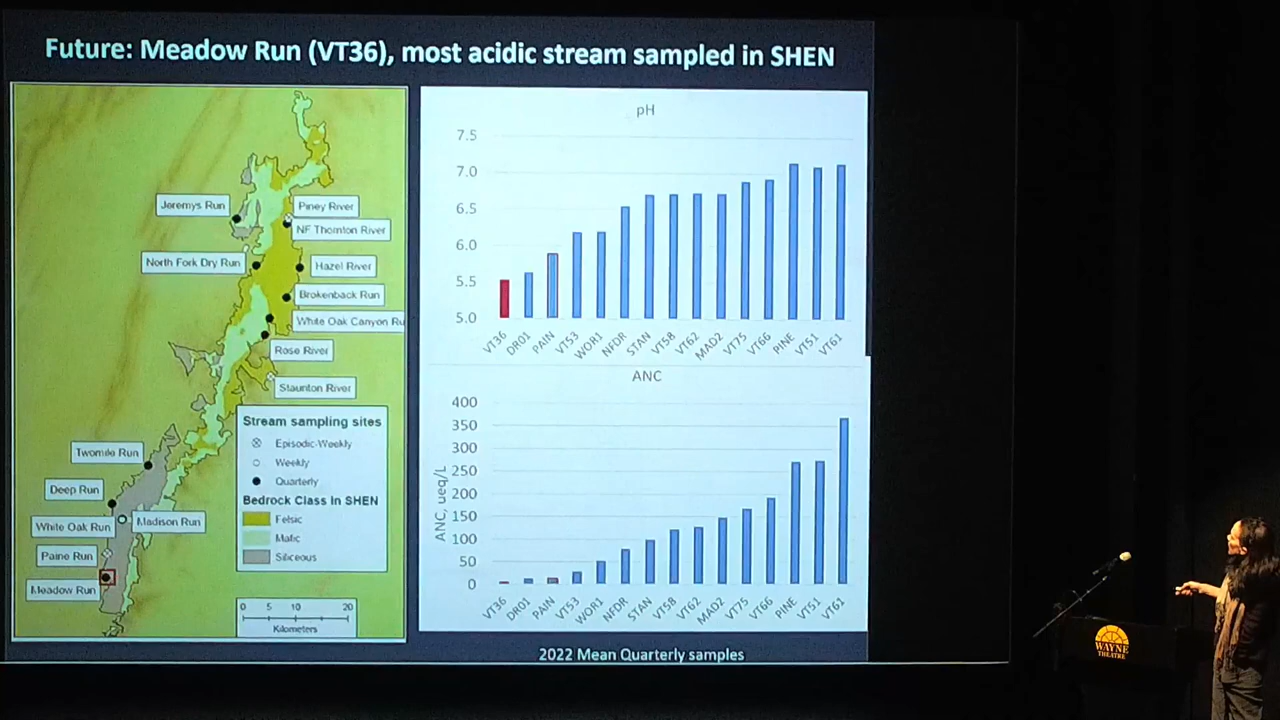 Future: Meadow Run (VT36), most acidic stream sampled in SHEN
Jeremys Run
Piney River
NF Thornton River
North Fork Dry Run
Hazel River
Brokenback Run
White Oak Canyon Ru
Rose River
Staunton River
Twomile Run
Deep Run
White Oak Run
Madison Run
Paine Run
Meadow Run
Stream sampling sites
Episodic-Weekly
Weekly
Quarterly
Bedrock Class in SHEN
Felsic
Mafic
Siliceous
0 5 10 20
Kilometers
pH
7.5
7.0
6.5
6.0
5.5
5.0
VT36 DR01 PAIN VT53 WOR1 NFDR STAN VT58 VT62 MAD2 VT75 VT66 PINE VT51 VT61
ANC
ANC, ueq/L
400
350
300
250
200
150
100
50
0
VT36 DR01 PAIN VT53 WOR1 NFDR STAN VT58 VT62 MAD2 VT75 VT66 PINE VT51 VT61
2022 Mean Quarterly samples
WAYNE
THEATRE